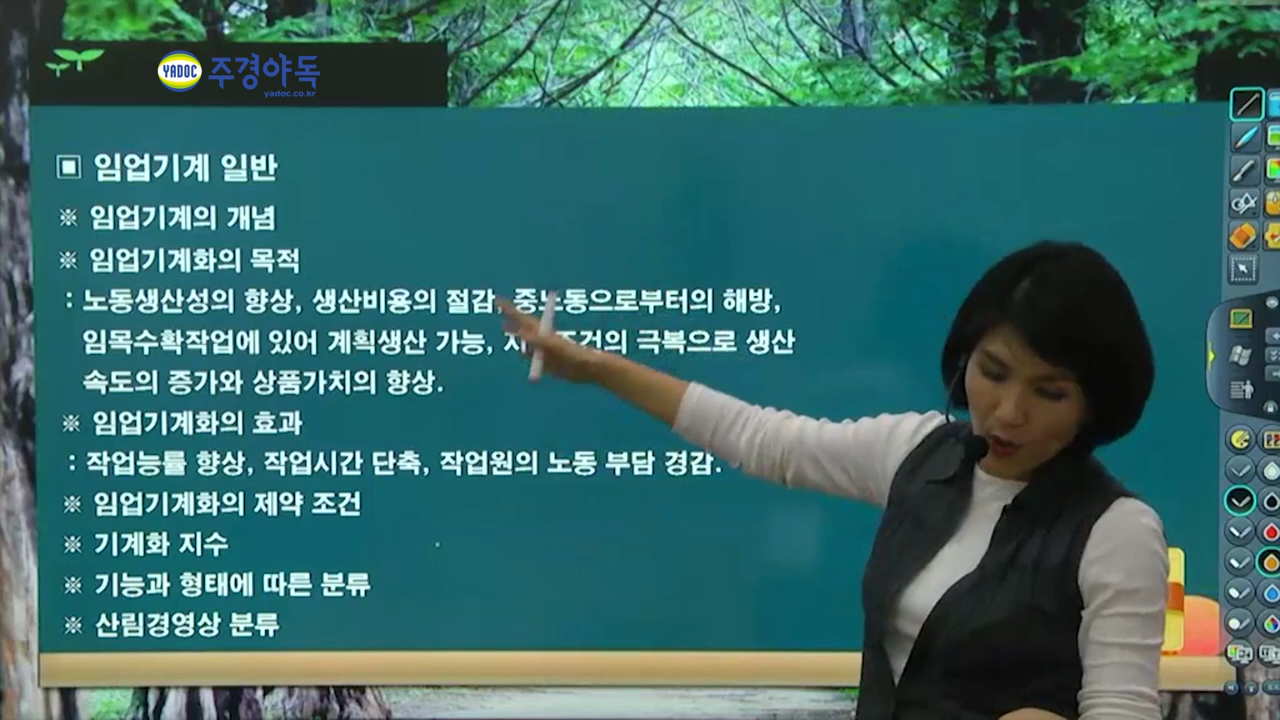 YADOC 주경야독
yadoc.co.kr
▣ 임업기계 일반
※ 임업기계의 개념
※ 임업기계화의 목적
: 노동생산성의 향상, 생산비용의 절감, 중노동으로부터의 해방,
임목수확작업에 있어 계획생산 가능, 조건의 극복으로 생산
속도의 증가와 상품가치의 향상.
※ 임업기계화의 효과
: 작업능률 향상, 작업시간 단축, 작업원의 노동 부담 경감.
※ 임업기계화의 제약 조건
※ 기계화 지수
※ 기능과 형태에 따른 분류
※ 산림경영상 분류